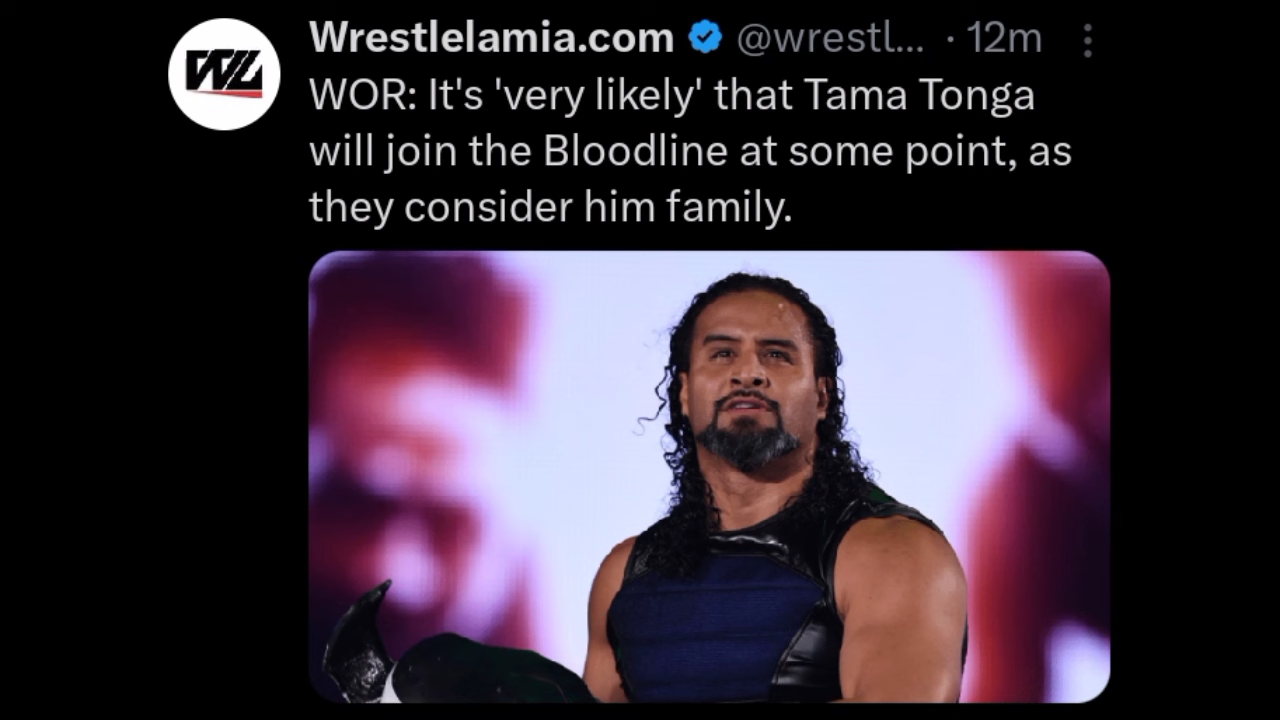 WL
Wrestlelamia.com @wrestl... · 12m
WOR: It's 'very likely' that Tama Tonga
will join the Bloodline at some point, as
they consider him family.